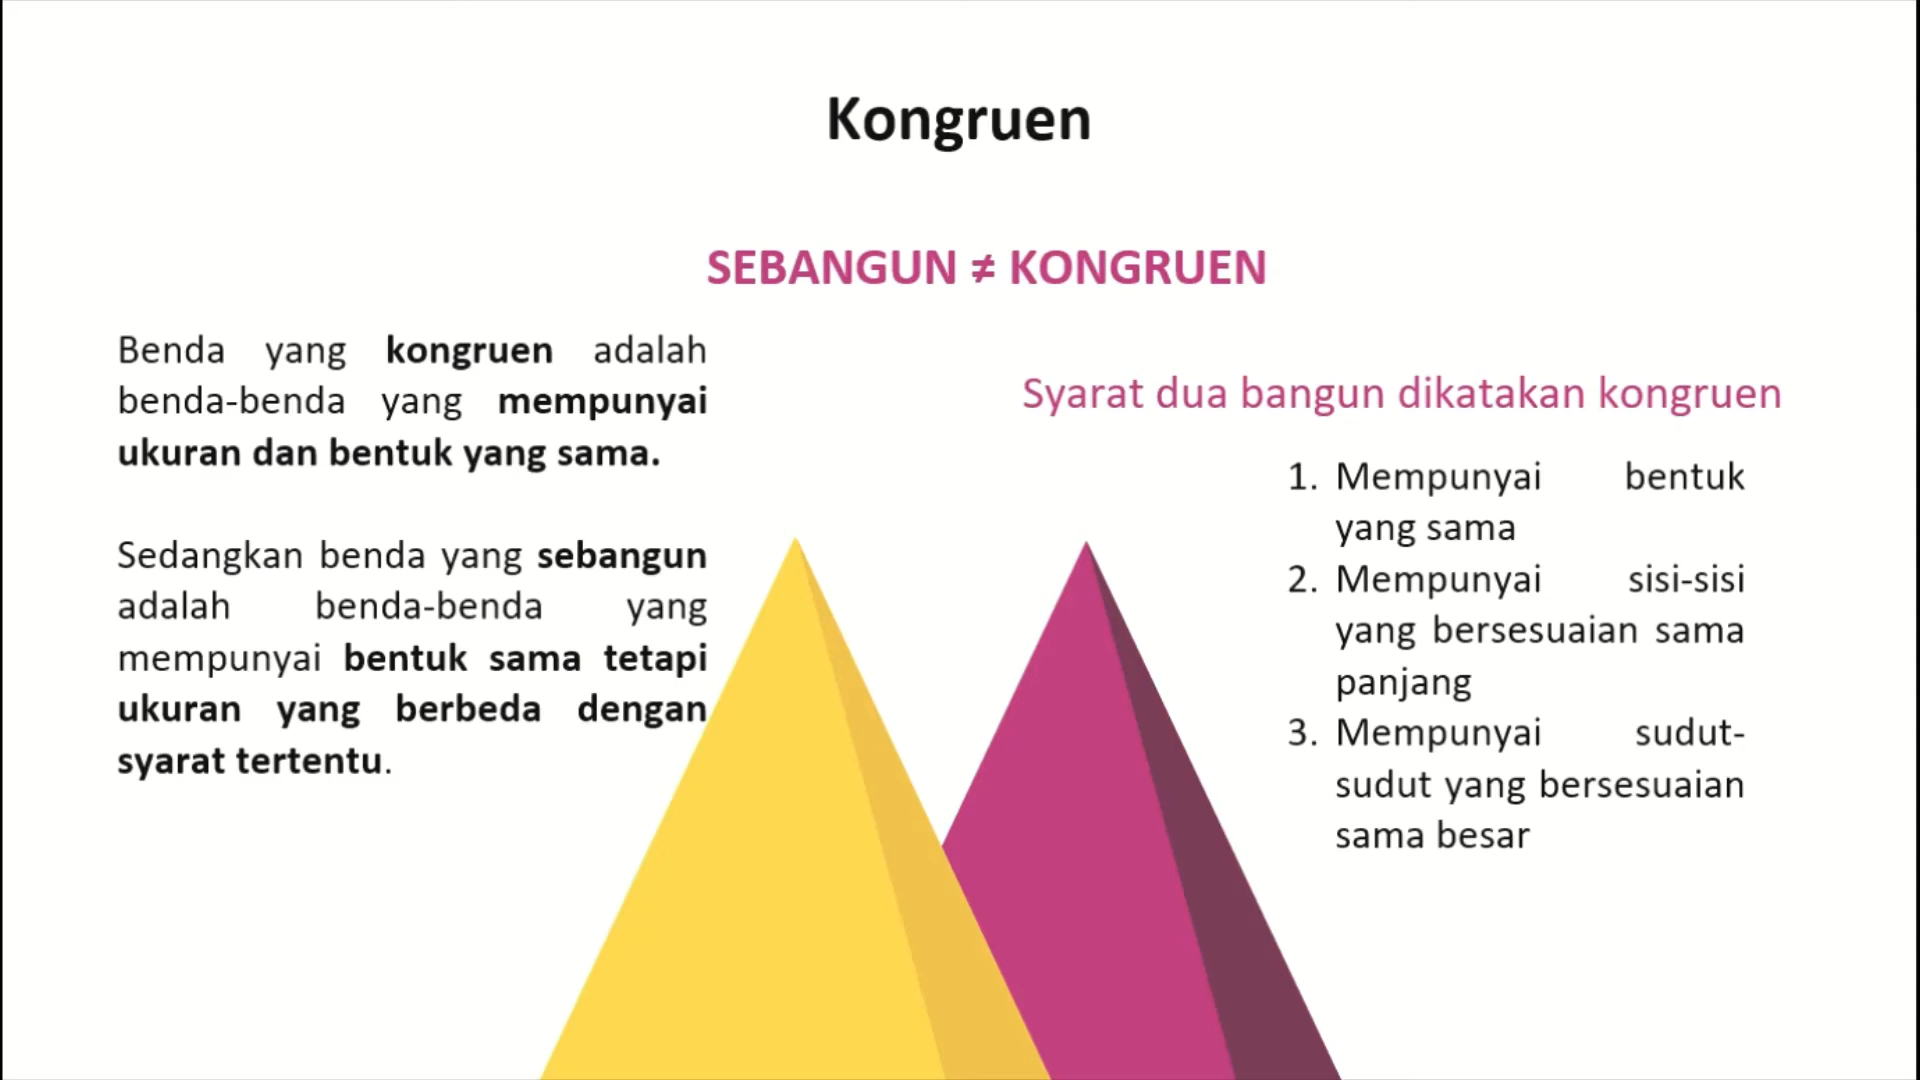 Kongruen
SEBANGUN ≠ KONGRUEN
Benda yang kongruen adalah
benda-benda yang mempunyai
ukuran dan bentuk yang sama.
Sedangkan benda yang sebangun
adalah benda-benda yang
mempunyai bentuk sama tetapi
ukuran yang berbeda dengan
syarat tertentu.
Syarat dua bangun dikatakan kongruen
1. Mempunyai bentuk
yang sama
2. Mempunyai sisi-sisi
yang bersesuaian sama
panjang
3. Mempunyai sudut-
sudut yang bersesuaian
sama besar